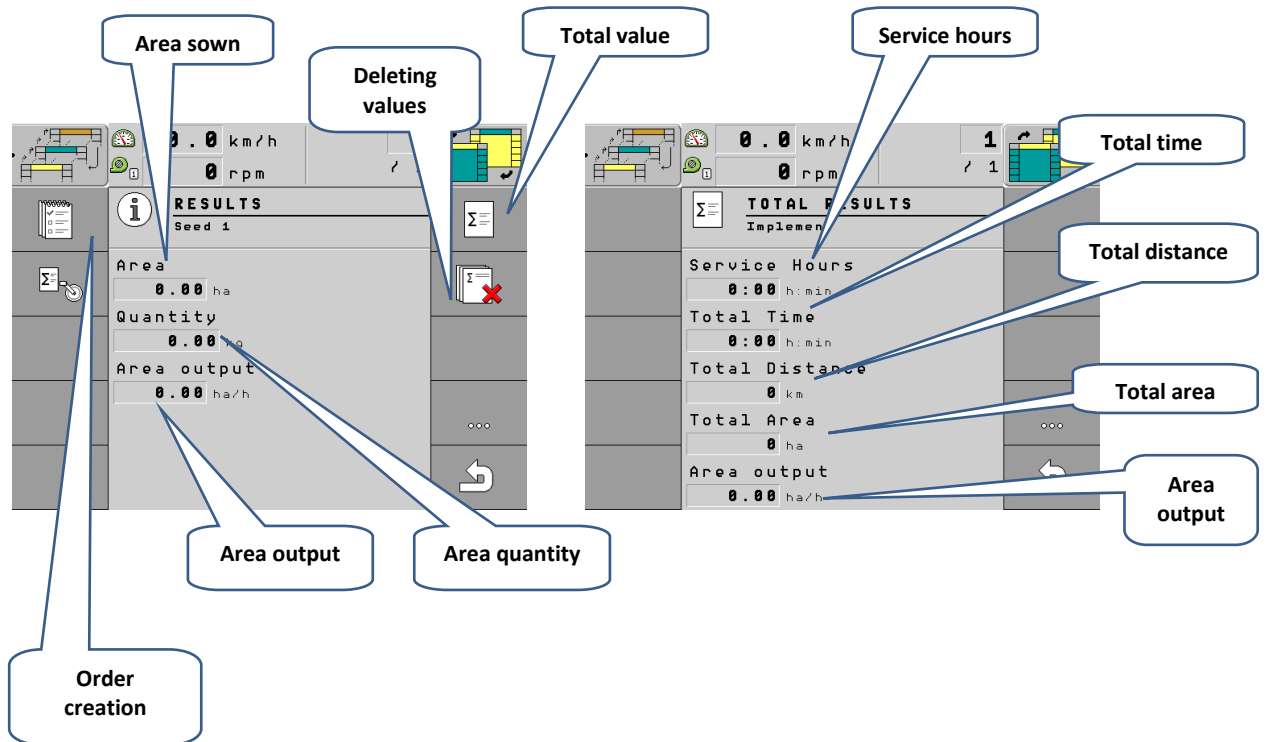 Area sown
Total value
Service hours
Deleting
values
Total time
Total distance
Total area
Area
output
.0 km/h
0 rpm
RESULTS
Seed 1
Area
0.00 ha
Quantity
0.00
Area output
0.00 ha/h
Area output
Area quantity
Order
creation
0.0 km/h
1
0 rpm
/ 1
TOTAL RESULTS
Implemen
Service Hours
0:00 h:min
Total Time
0:00 h:min
Total Distance
0 km
Total Area
0 ha
Area output
0.00 ha/h